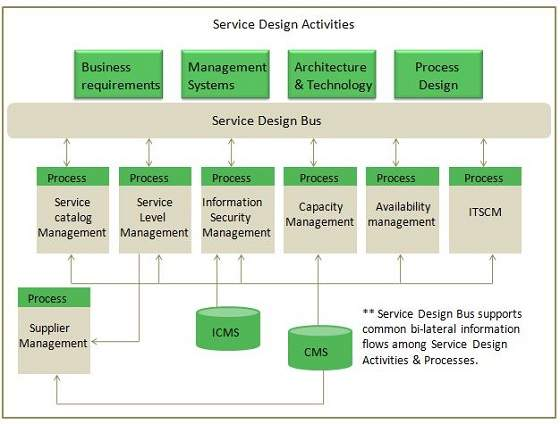 Service Design Activities
Business
requirements
Management
Systems
Architecture
& Technology
Process
Design
Service Design Bus
Process
Service
catalog
Management
Process
Service
Level
Management
Process
Information
Security
Management
Process
Capacity
Management
Process
Availability
management
Process
ITSCM
Process
Supplier
Management
ICMS
CMS
** Service Design Bus supports
common bi-lateral information
flows among Service Design
Activities & Processes.